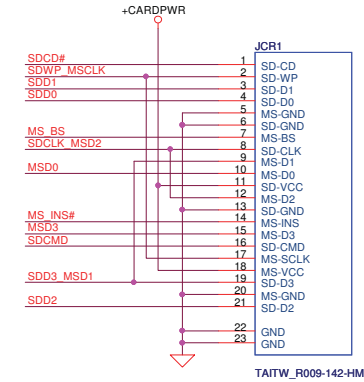 +CARDPWR
JCR1
SDCD# 1 SD-CD
SDWP_MSCLK 2 SD-WP
SDD1 3 SD-D1
SDD0 4 SD-D0
5 MS-GND
6 SD-GND
MS_BS 7 MS-BS
SDCLK_MSD2 8 SD-CLK
9 MS-D1
MSD0 10 MS-D0
11 SD-VCC
12 MS-D2
13 SD-GND
MS_INS# 14 MS-INS
MSD3 15 MS-D3
SDCMD 16 SD-CMD
17 MS-SCLK
18 MS-VCC
SDD3_MSD1 19 SD-D3
20 MS-GND
SDD2 21 SD-D2
22 GND
23 GND
TAITW_R009-142-HM